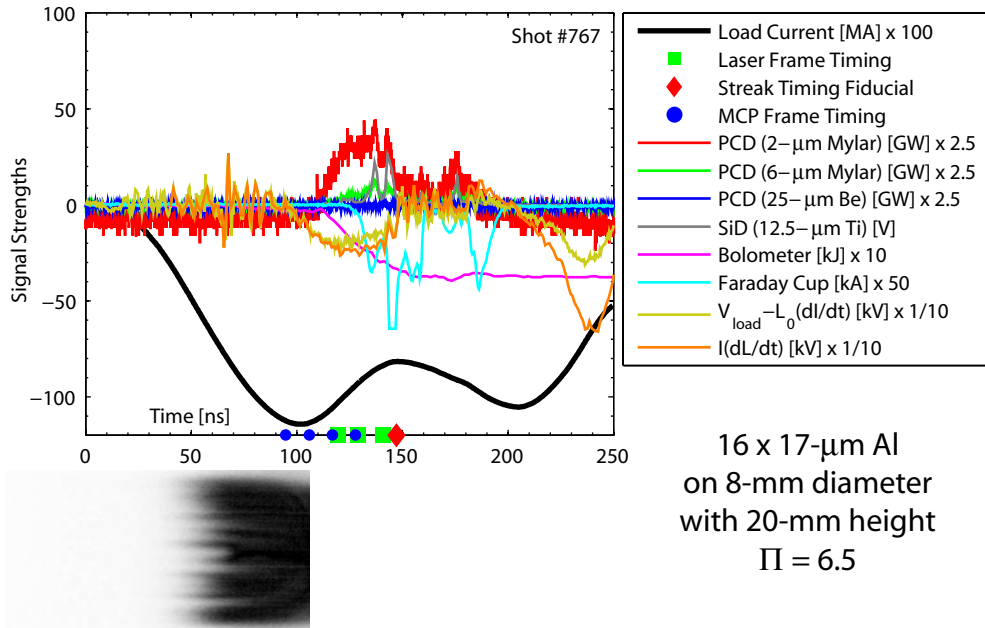 100
50
0
−50
−100
Signal Strengths
Shot #767
Time [ns]
0 50 100 150 200 250
Load Current [MA] x 100
Laser Frame Timing
Streak Timing Fiducial
MCP Frame Timing
PCD (2−μm Mylar) [GW] x 2.5
PCD (6−μm Mylar) [GW] x 2.5
PCD (25−μm Be) [GW] x 2.5
SiD (12.5−μm Ti) [V]
Bolometer [kJ] x 10
Faraday Cup [kA] x 50
V_load−L_0(dI/dt) [kV] x 1/10
I(dL/dt) [kV] x 1/10
16 x 17-μm Al
on 8-mm diameter
with 20-mm height
Π = 6.5